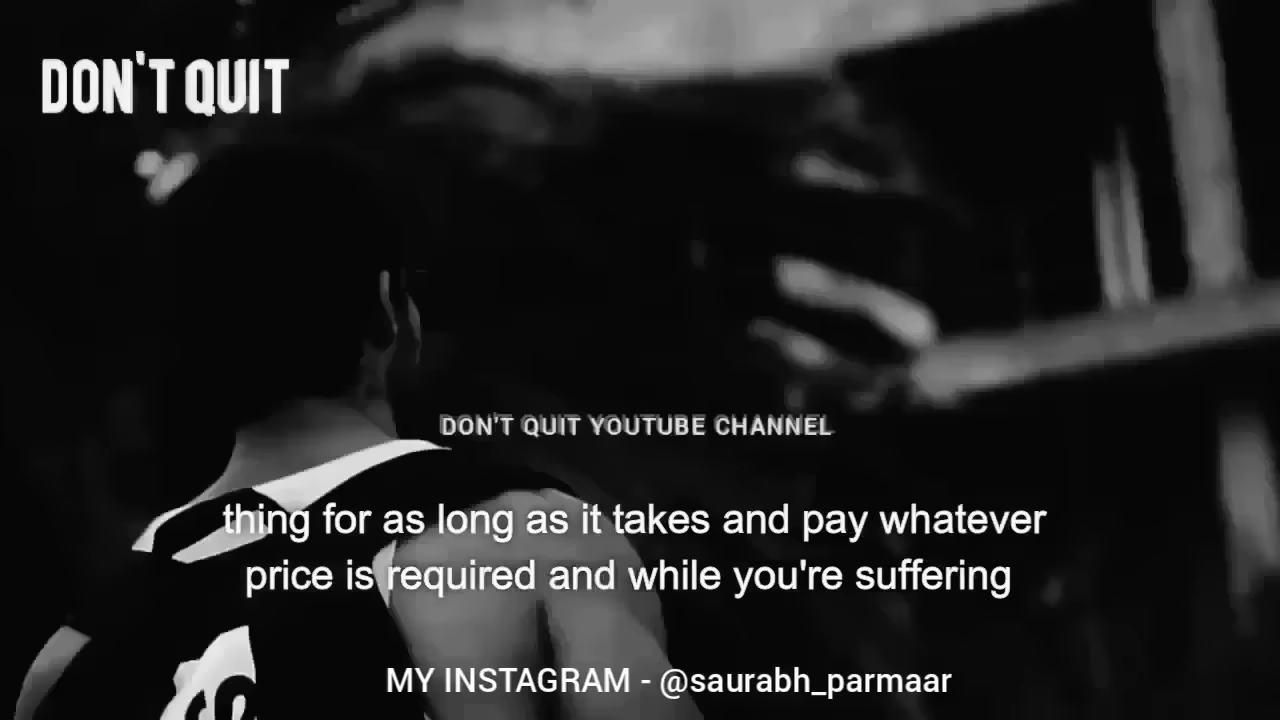 DON'T QUIT
DON'T QUIT YOUTUBE CHANNEL
thing for as long as it takes and pay whatever
price is required and while you're suffering
MY INSTAGRAM - @saurabh_parmaar